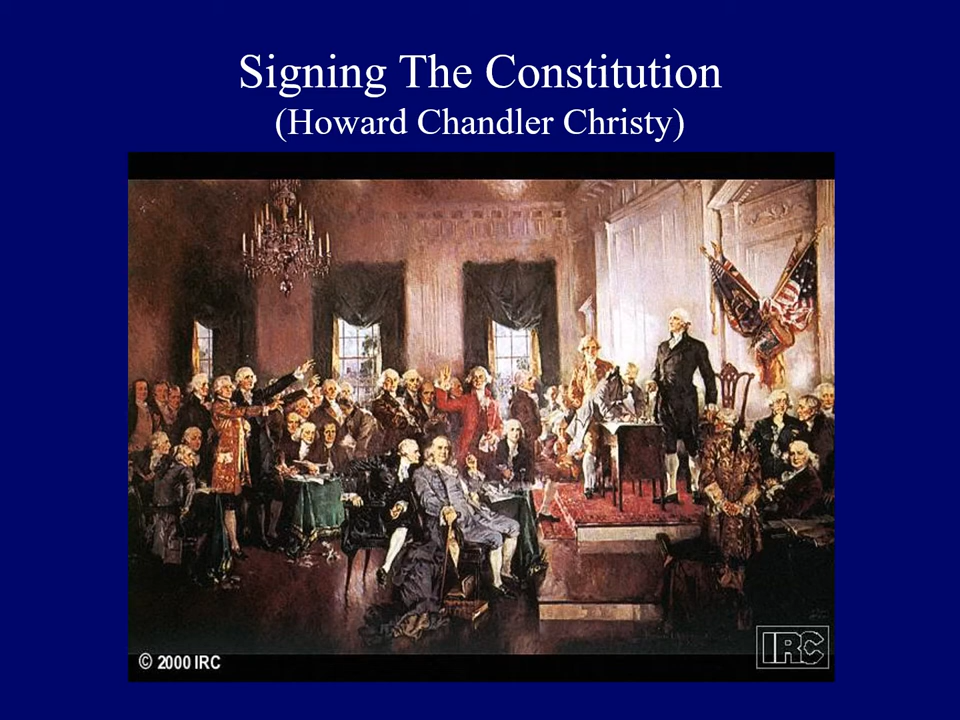 Signing The Constitution
(Howard Chandler Christy)
© 2000 IRC
IRC